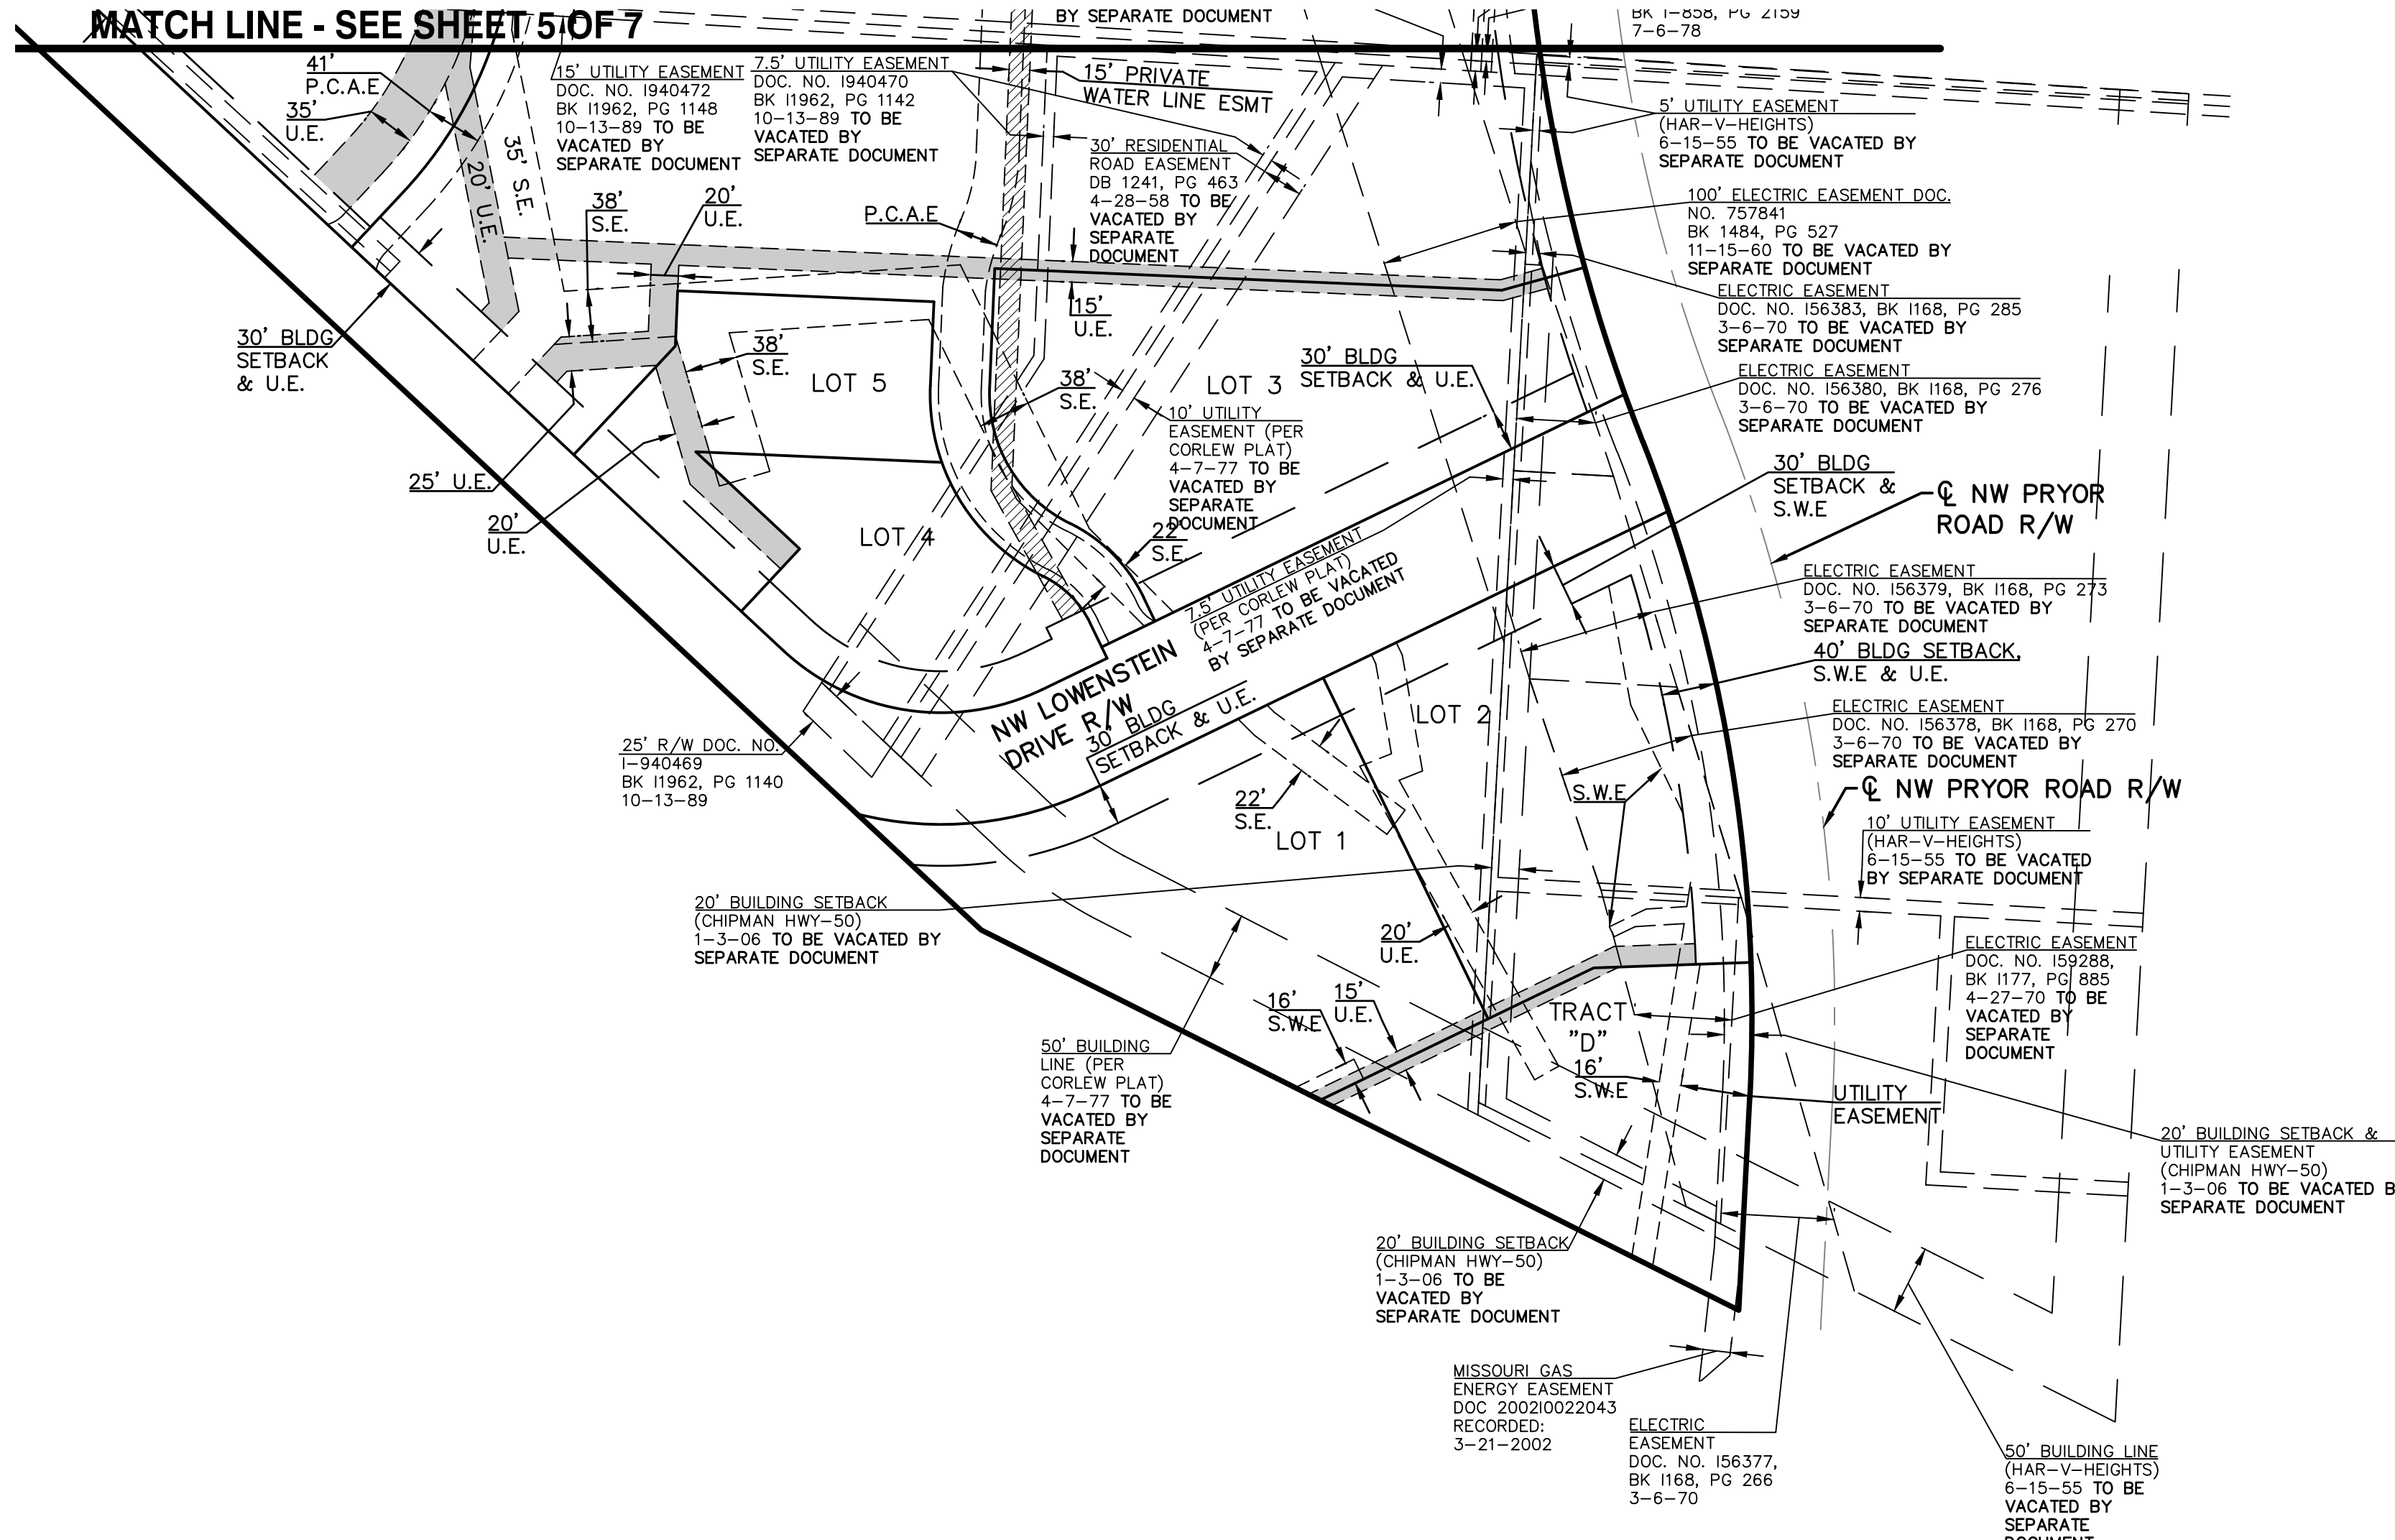 MATCH LINE - SEE SHEET 5 OF 7
BY SEPARATE DOCUMENT
BK I-858, PG 2159
7-6-78
41'
P.C.A.E
35'
U.E.
15' UTILITY EASEMENT
DOC. NO. I940472
BK I1962, PG 1148
10-13-89 TO BE
VACATED BY
SEPARATE DOCUMENT
7.5' UTILITY EASEMENT
DOC. NO. I940470
BK I1962, PG 1142
10-13-89 TO BE
VACATED BY
SEPARATE DOCUMENT
15' PRIVATE
WATER LINE ESMT
5' UTILITY EASEMENT
(HAR-V-HEIGHTS)
6-15-55 TO BE VACATED BY
SEPARATE DOCUMENT
30' RESIDENTIAL
ROAD EASEMENT
DB 1241, PG 463
4-28-58 TO BE
VACATED BY
SEPARATE
DOCUMENT
35' S.E.
20' U.E.
38'
S.E.
20'
U.E.
P.C.A.E
100' ELECTRIC EASEMENT DOC.
NO. 757841
BK 1484, PG 527
11-15-60 TO BE VACATED BY
SEPARATE DOCUMENT
ELECTRIC EASEMENT
DOC. NO. I56383, BK I168, PG 285
3-6-70 TO BE VACATED BY
SEPARATE DOCUMENT
15'
U.E.
30' BLDG
SETBACK
& U.E.
38'
S.E.
LOT 5
38'
S.E.
LOT 3
30' BLDG
SETBACK & U.E.
ELECTRIC EASEMENT
DOC. NO. I56380, BK I168, PG 276
3-6-70 TO BE VACATED BY
SEPARATE DOCUMENT
10' UTILITY
EASEMENT (PER
CORLEW PLAT)
4-7-77 TO BE
VACATED BY
SEPARATE
DOCUMENT
30' BLDG
SETBACK &
S.W.E
℄ NW PRYOR
ROAD R/W
25' U.E.
20'
U.E.
LOT 4
22'
S.E.
7.5' UTILITY EASEMENT
(PER CORLEW PLAT)
4-7-77 TO BE VACATED
BY SEPARATE DOCUMENT
ELECTRIC EASEMENT
DOC. NO. I56379, BK I168, PG 273
3-6-70 TO BE VACATED BY
SEPARATE DOCUMENT
40' BLDG SETBACK,
S.W.E & U.E.
NW LOWENSTEIN
DRIVE R/W
30' BLDG
SETBACK & U.E.
LOT 2
ELECTRIC EASEMENT
DOC. NO. I56378, BK I168, PG 270
3-6-70 TO BE VACATED BY
SEPARATE DOCUMENT
25' R/W DOC. NO.
I-940469
BK I1962, PG 1140
10-13-89
℄ NW PRYOR ROAD R/W
S.W.E
22'
S.E.
LOT 1
10' UTILITY EASEMENT
(HAR-V-HEIGHTS)
6-15-55 TO BE VACATED
BY SEPARATE DOCUMENT
20' BUILDING SETBACK
(CHIPMAN HWY-50)
1-3-06 TO BE VACATED BY
SEPARATE DOCUMENT
20'
U.E.
ELECTRIC EASEMENT
DOC. NO. I59288,
BK I177, PG 885
4-27-70 TO BE
VACATED BY
SEPARATE
DOCUMENT
16'
S.W.E
15'
U.E.
TRACT
"D"
16'
S.W.E
50' BUILDING
LINE (PER
CORLEW PLAT)
4-7-77 TO BE
VACATED BY
SEPARATE
DOCUMENT
UTILITY
EASEMENT
20' BUILDING SETBACK &
UTILITY EASEMENT
(CHIPMAN HWY-50)
1-3-06 TO BE VACATED B
SEPARATE DOCUMENT
20' BUILDING SETBACK
(CHIPMAN HWY-50)
1-3-06 TO BE
VACATED BY
SEPARATE DOCUMENT
MISSOURI GAS
ENERGY EASEMENT
DOC 200210022043
RECORDED:
3-21-2002
ELECTRIC
EASEMENT
DOC. NO. I56377,
BK I168, PG 266
3-6-70
50' BUILDING LINE
(HAR-V-HEIGHTS)
6-15-55 TO BE
VACATED BY
SEPARATE
DOCUMENT